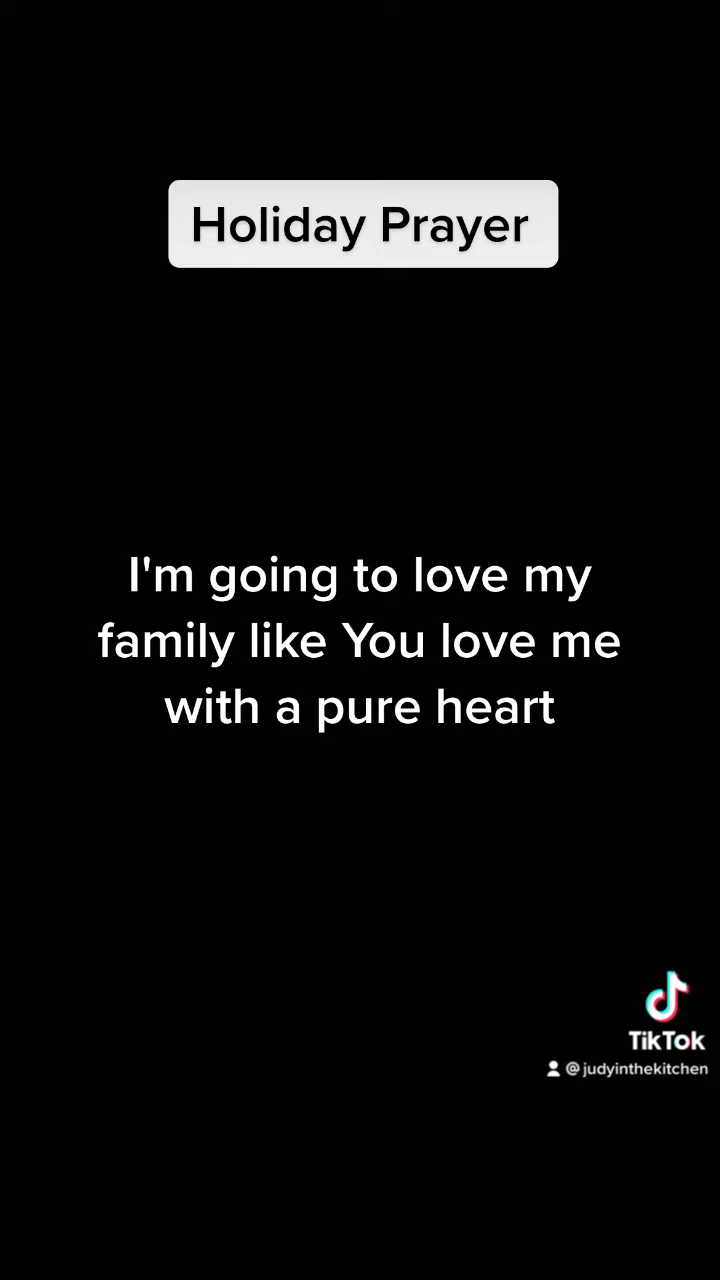 Holiday Prayer
I'm going to love my
family like You love me
with a pure heart
TikTok
@judyinthekitchen